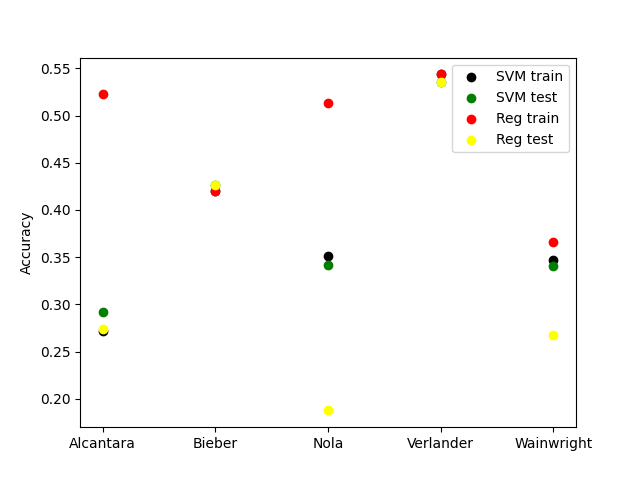 0.55
0.50
0.45
0.40
0.35
0.30
0.25
0.20
Accuracy
SVM train
SVM test
Reg train
Reg test
Alcantara Bieber Nola Verlander Wainwright